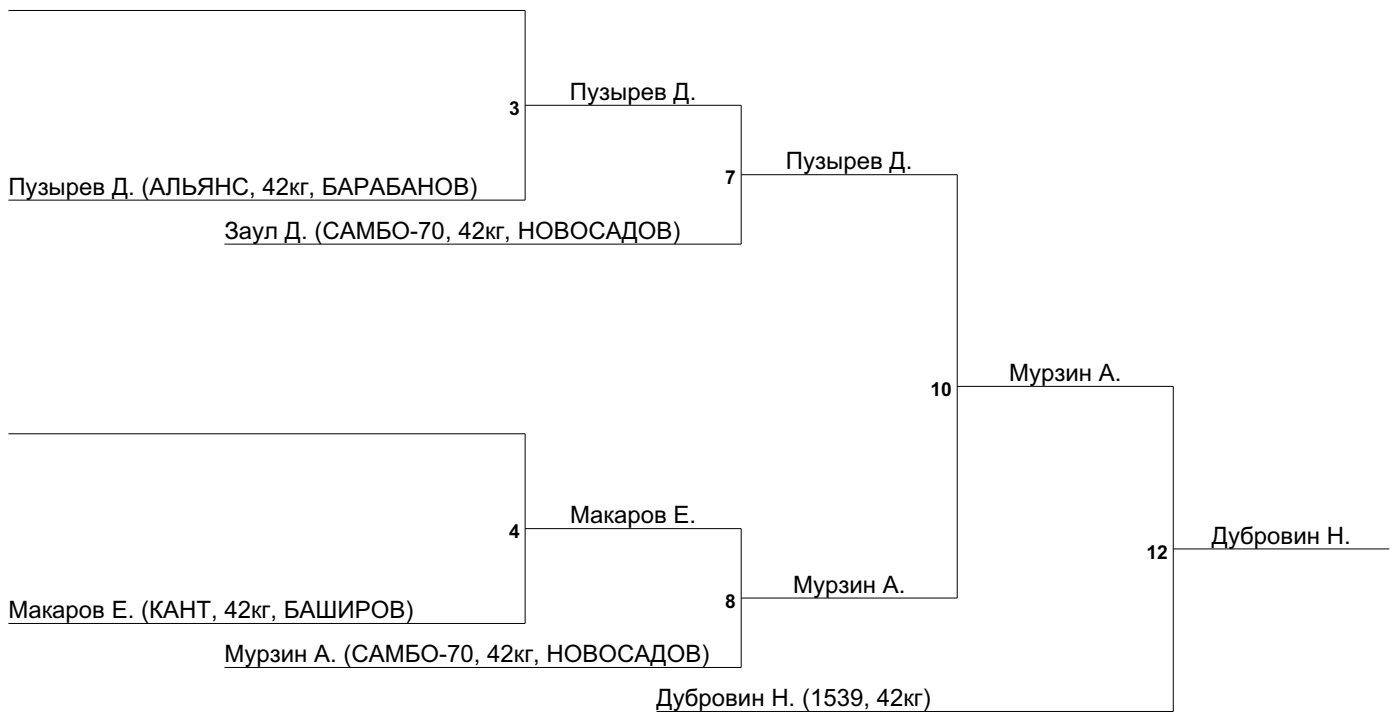 Пузырев Д.
3
Пузырев Д.
7
Пузырев Д. (АЛЬЯНС, 42кг, БАРАБАНОВ)
Заул Д. (САМБО-70, 42кг, НОВОСАДОВ)
Мурзин А.
10
Макаров Е.
4
Дубровин Н.
12
Мурзин А.
8
Макаров Е. (КАНТ, 42кг, БАШИРОВ)
Мурзин А. (САМБО-70, 42кг, НОВОСАДОВ)
Дубровин Н. (1539, 42кг)